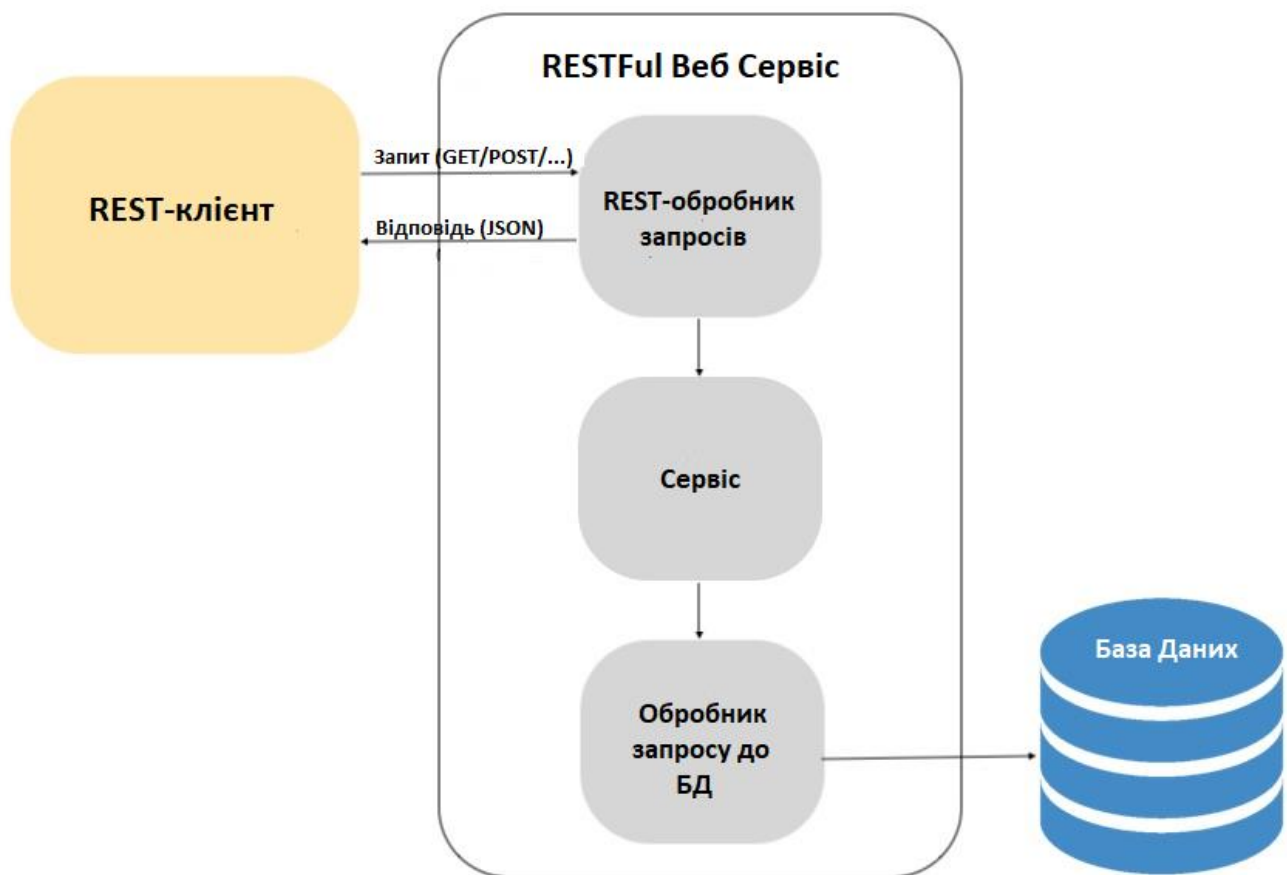 RESTFul Веб Сервіс
REST-клієнт
Запит (GET/POST/...)
Відповідь (JSON)
REST-обробник
запросів
Сервіс
Обробник
запросу до
БД
База Даних